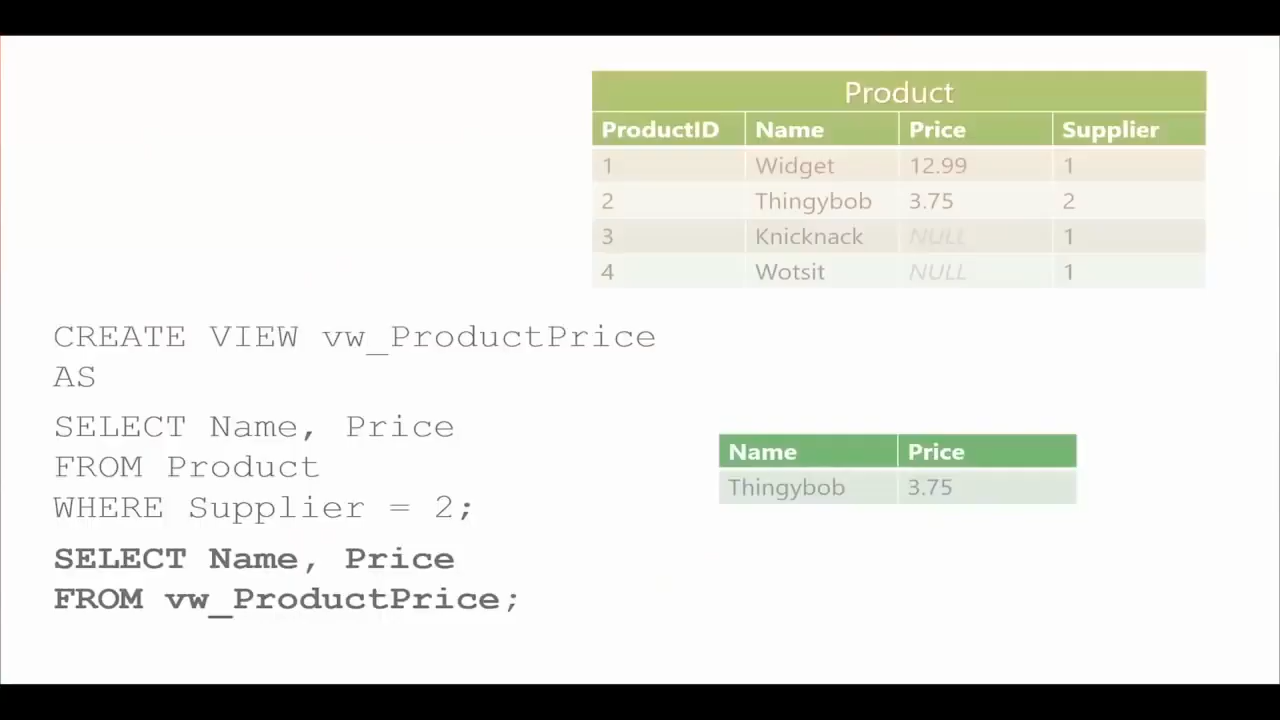 Product
ProductID Name Price Supplier
1 Widget 12.99 1
2 Thingybob 3.75 2
3 Knicknack NULL 1
4 Wotsit NULL 1
CREATE VIEW vw_ProductPrice
AS
SELECT Name, Price
FROM Product
WHERE Supplier = 2;
Name Price
Thingybob 3.75
SELECT Name, Price
FROM vw_ProductPrice;